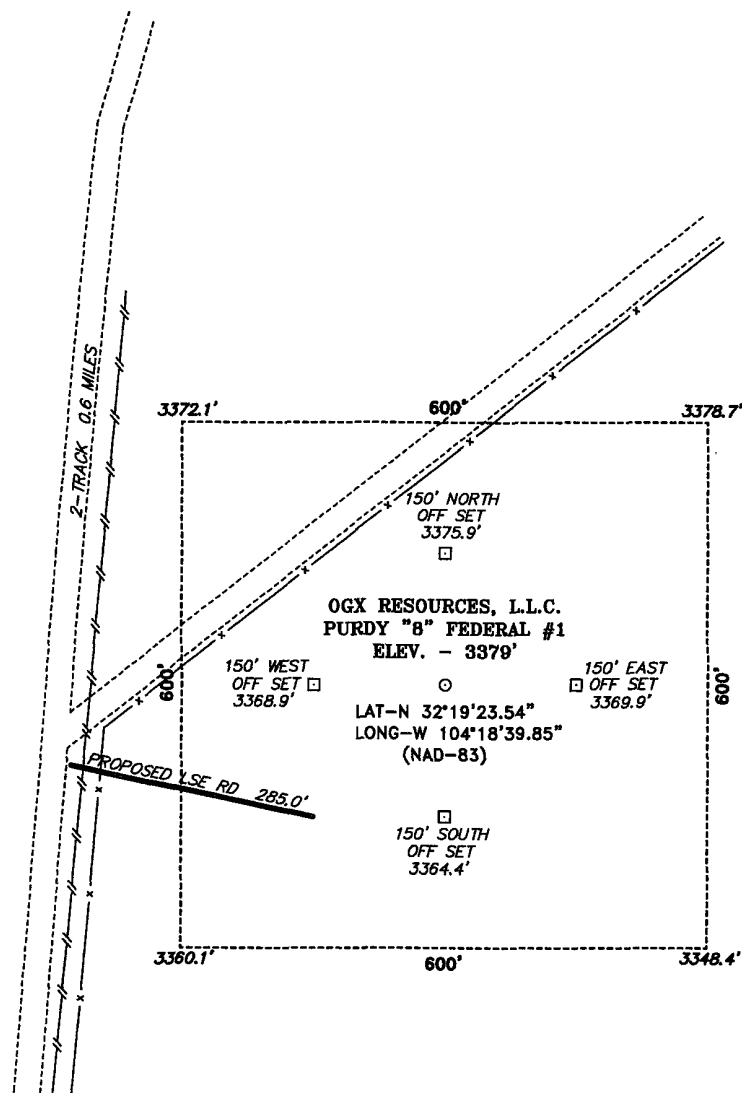 2-TRACK 0.6 MILES
3372.1'
600'
3378.7'
150' NORTH
OFF SET
3375.9'
OGX RESOURCES, L.L.C.
PURDY "8" FEDERAL #1
ELEV. - 3379'
600'
150' WEST
OFF SET
3368.9'
150' EAST
OFF SET
3369.9'
600'
LAT-N 32°19'23.54"
LONG-W 104°18'39.85"
(NAD-83)
PROPOSED LSE RD 285.0'
150' SOUTH
OFF SET
3364.4'
3360.1'
600'
3348.4'